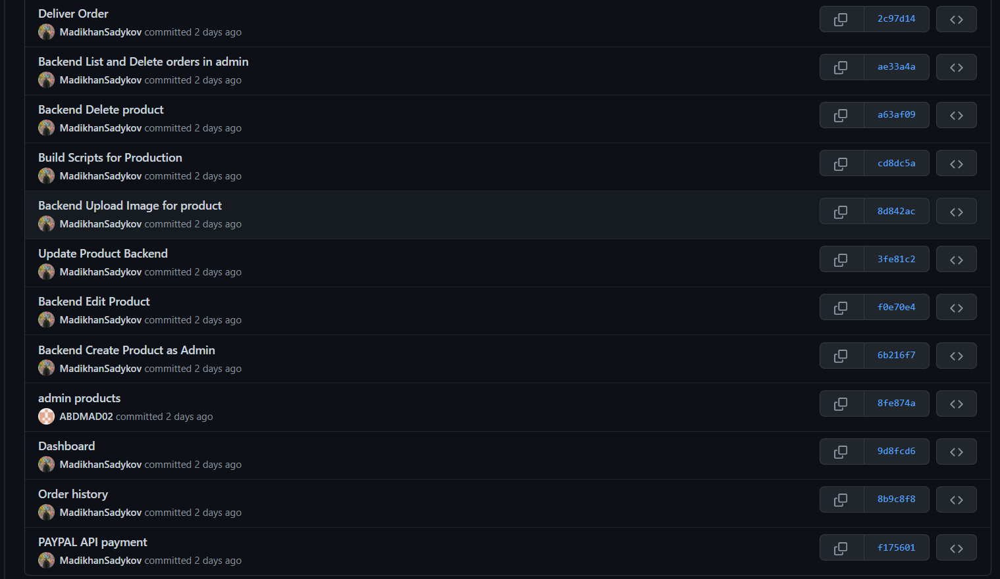 Deliver Order
2c97d14
MadikhanSadykov committed 2 days ago
Backend List and Delete orders in admin
ae33a4a
MadikhanSadykov committed 2 days ago
Backend Delete product
a63af09
MadikhanSadykov committed 2 days ago
Build Scripts for Production
cd8dc5a
MadikhanSadykov committed 2 days ago
Backend Upload Image for product
8d842ac
MadikhanSadykov committed 2 days ago
Update Product Backend
3fe81c2
MadikhanSadykov committed 2 days ago
Backend Edit Product
f0e70e4
MadikhanSadykov committed 2 days ago
Backend Create Product as Admin
6b216f7
MadikhanSadykov committed 2 days ago
admin products
8fe874a
ABDMAD02 committed 2 days ago
Dashboard
9d8fcd6
MadikhanSadykov committed 2 days ago
Order history
8b9c8f8
MadikhanSadykov committed 2 days ago
PAYPAL API payment
f175601
MadikhanSadykov committed 2 days ago